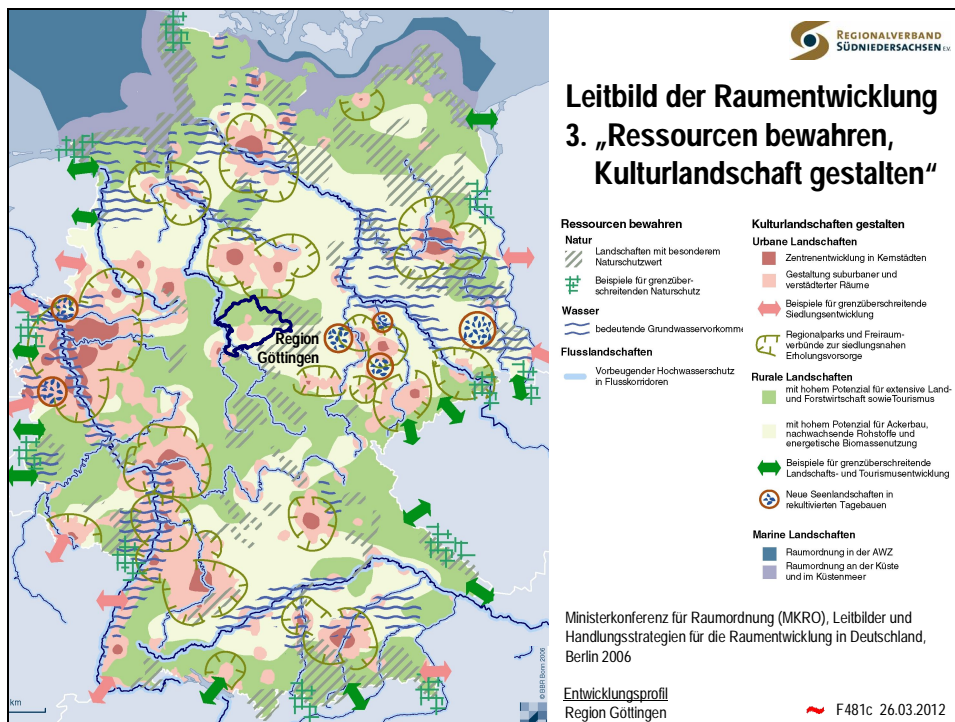 REGIONALVERBAND
SÜDNIEDERSACHSEN E.V.
Leitbild der Raumentwicklung
3. „Ressourcen bewahren,
Kulturlandschaft gestalten“
Ressourcen bewahren
Natur
Landschaften mit besonderem
Naturschutzwert
Beispiele für grenzüber-
schreitenden Naturschutz
Wasser
bedeutende Grundwasservorkomme
Flusslandschaften
Vorbeugender Hochwasserschutz
in Flusskorridoren
Kulturlandschaften gestalten
Urbane Landschaften
Zentrenentwicklung in Kernstädten
Gestaltung suburbaner und
verstädterter Räume
Beispiele für grenzüberschreitende
Siedlungsentwicklung
Regionalparks und Freiraum-
verbünde zur siedlungsnahen
Erholungsvorsorge
Rurale Landschaften
mit hohem Potenzial für extensive Land-
und Forstwirtschaft sowieTourismus
mit hohem Potenzial für Ackerbau,
nachwachsende Rohstoffe und
energetische Biomassenutzung
Beispiele für grenzüberschreitende
Landschafts- und Tourismusentwicklung
Neue Seenlandschaften in
rekultivierten Tagebauen
Marine Landschaften
Raumordnung in der AWZ
Raumordnung an der Küste
und im Küstenmeer
Region
Göttingen
km
© BBR Bonn 2006
Ministerkonferenz für Raumordnung (MKRO), Leitbilder und
Handlungsstrategien für die Raumentwicklung in Deutschland,
Berlin 2006
Entwicklungsprofil
Region Göttingen
F481c 26.03.2012